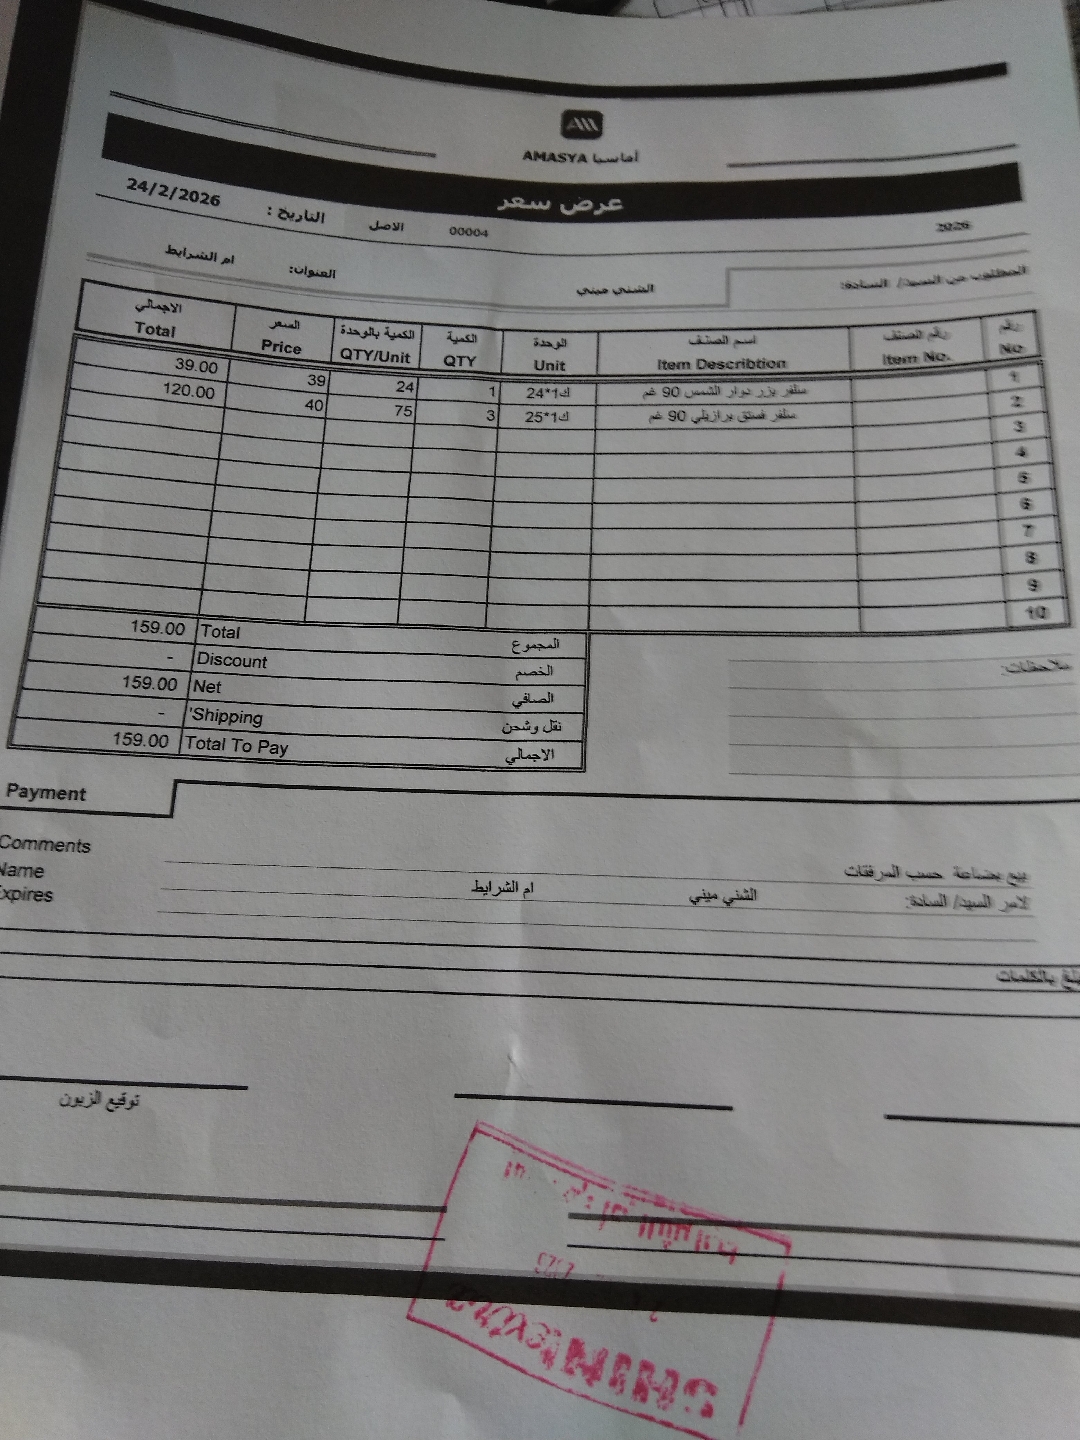 AMASYA أماسيا
عرض سعر
2026 00004 الاصل التاريخ : 24/2/2026
المطلوب من السيد/ السادة: الشني ميني العنوان: ام الشرايط
رقم رقم الصنف اسم الصنف الوحدة الكمية الكمية بالوحدة السعر الاجمالي
No Item No. Item Describtion Unit QTY QTY/Unit Price Total
1 سلفر بزر دوار الشمس 90 غم ك1*24 1 24 39 39.00
2 سلفر فستق برازيلي 90 غم ك1*25 3 75 40 120.00
3
4
5
6
7
8
9
10
المجموع Total 159.00
الخصم Discount -
الصافي Net 159.00
نقل وشحن Shipping' -
الاجمالي Total To Pay 159.00
ملاحظات:
Payment
Comments
بيع بضاعة حسب المرفقات Name
لامر السيد/ السادة: الشني ميني ام الشرايط Expires
بالكلمات
توقيع الزبون
SHINI